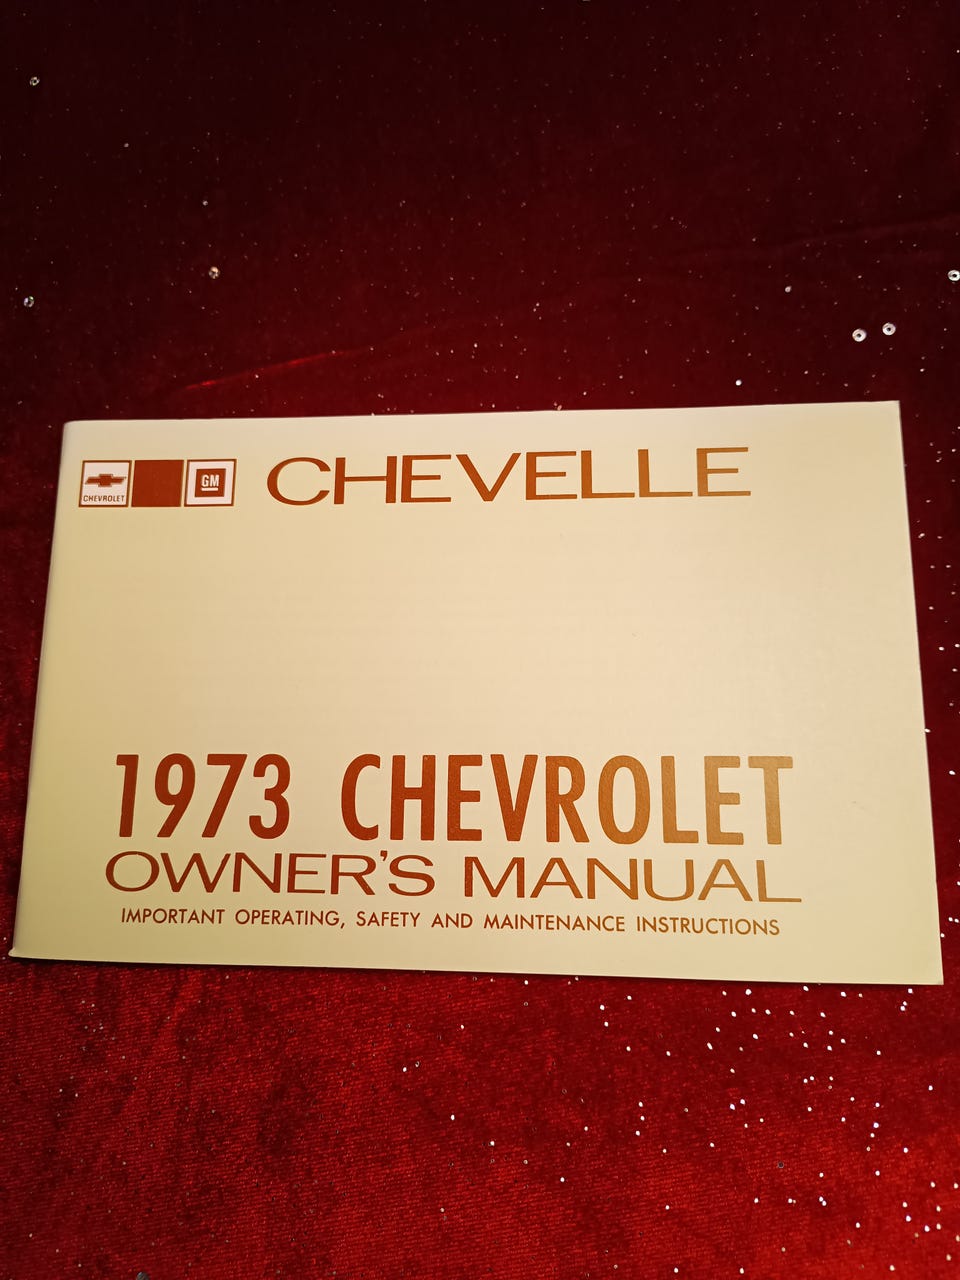 CHEVROLET
GM
CHEVELLE
1973 CHEVROLET
OWNER'S MANUAL
IMPORTANT OPERATING, SAFETY AND MAINTENANCE INSTRUCTIONS